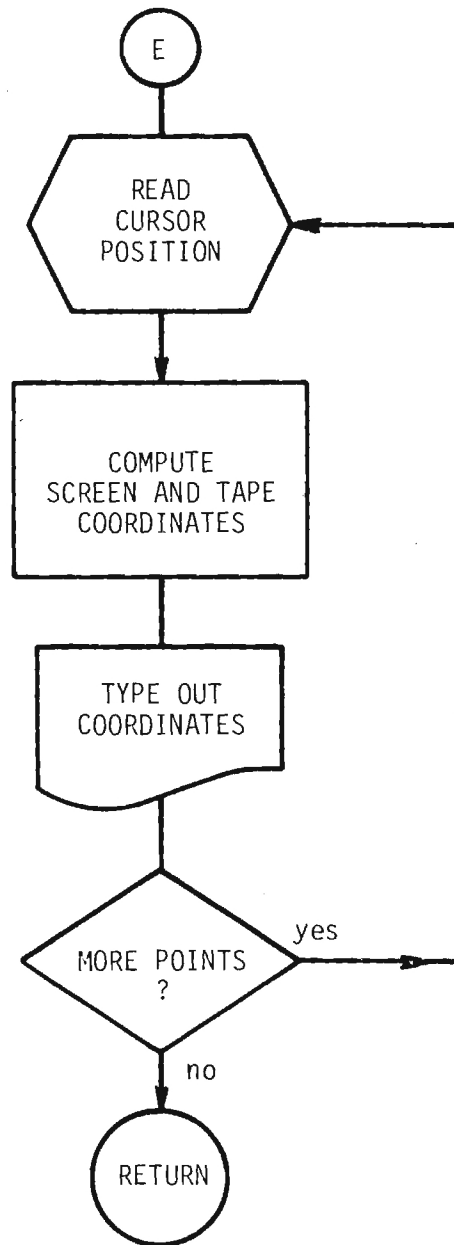 E
READ
CURSOR
POSITION
COMPUTE
SCREEN AND TAPE
COORDINATES
TYPE OUT
COORDINATES
MORE POINTS
?
yes
no
RETURN